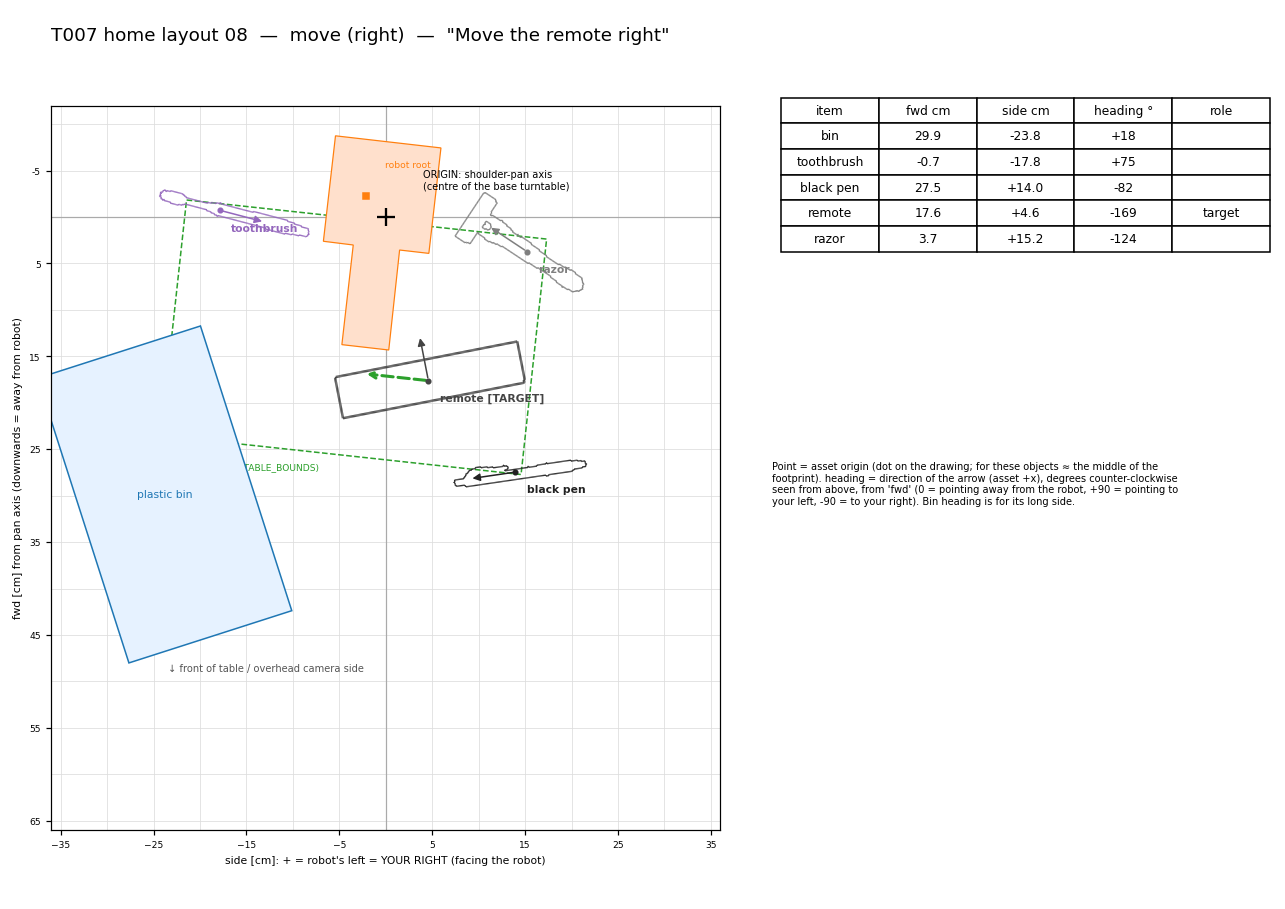 T007 home layout 08 — move (right) — "Move the remote right"
item fwd cm side cm heading ° role
bin 29.9 -23.8 +18
toothbrush -0.7 -17.8 +75
black pen 27.5 +14.0 -82
remote 17.6 +4.6 -169 target
razor 3.7 +15.2 -124
robot root
ORIGIN: shoulder-pan axis
(centre of the base turntable)
toothbrush
razor
remote [TARGET]
TABLE_BOUNDS)
black pen
plastic bin
↓ front of table / overhead camera side
-5
5
15
25
35
45
55
65
fwd [cm] from pan axis (downwards = away from robot)
−35 −25 −15 −5 5 15 25 35
side [cm]: + = robot's left = YOUR RIGHT (facing the robot)
Point = asset origin (dot on the drawing; for these objects ≈ the middle of the
footprint). heading = direction of the arrow (asset +x), degrees counter-clockwise
seen from above, from 'fwd' (0 = pointing away from the robot, +90 = pointing to
your left, -90 = to your right). Bin heading is for its long side.